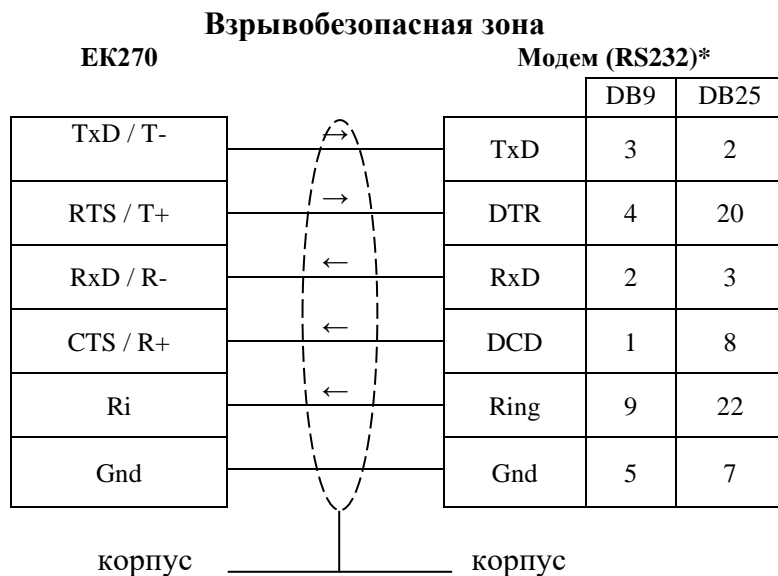 Взрывобезопасная зона
ЕК270 Модем (RS232)*
DB9 DB25
TxD / T- → TxD 3 2
RTS / T+ → DTR 4 20
RxD / R- ← RxD 2 3
CTS / R+ ← DCD 1 8
Ri ← Ring 9 22
Gnd Gnd 5 7
корпус корпус